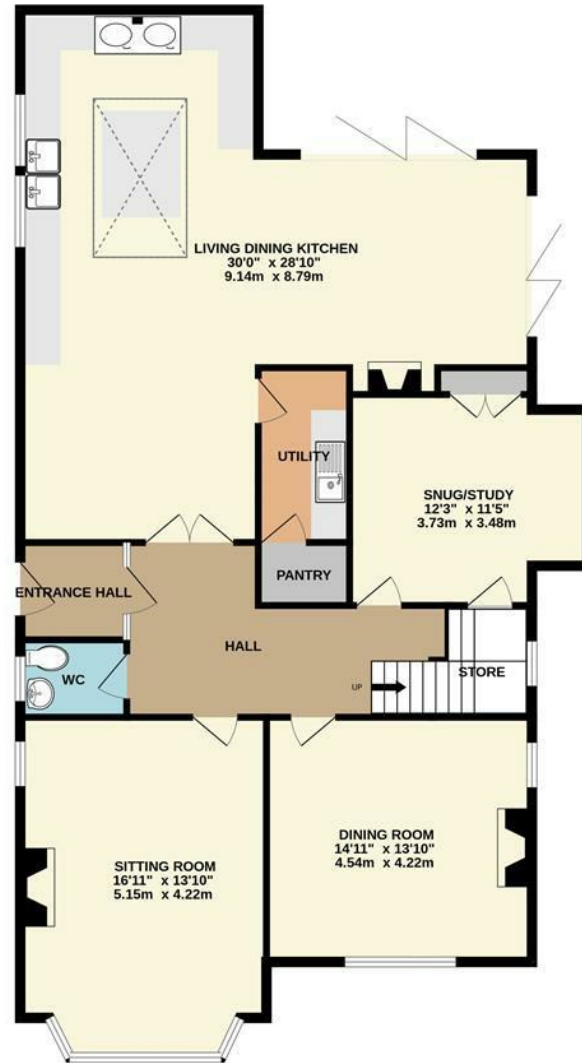 LIVING DINING KITCHEN
30'0" x 28'10"
9.14m x 8.79m
UTILITY
SNUG/STUDY
12'3" x 11'5"
3.73m x 3.48m
PANTRY
ENTRANCE HALL
HALL
WC
UP
STORE
SITTING ROOM
16'11" x 13'10"
5.15m x 4.22m
DINING ROOM
14'11" x 13'10"
4.54m x 4.22m